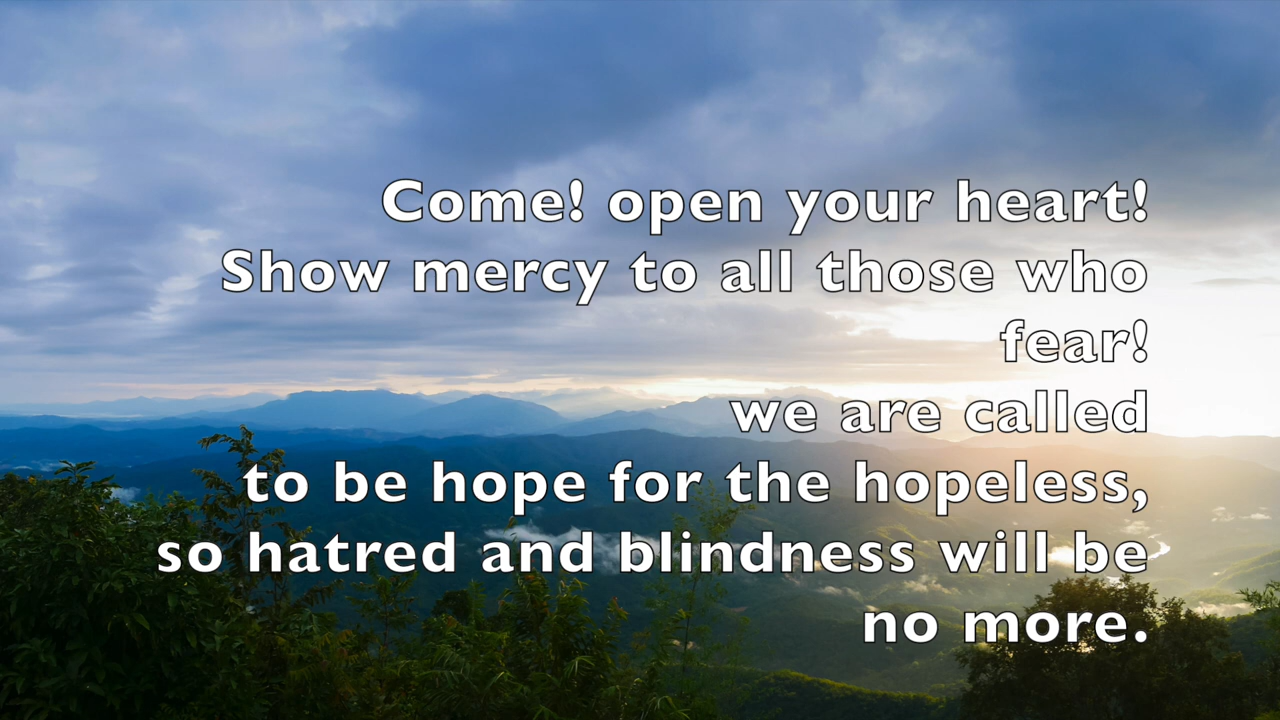 Come! open your heart!
Show mercy to all those who
fear!
we are called
to be hope for the hopeless,
so hatred and blindness will be
no more.